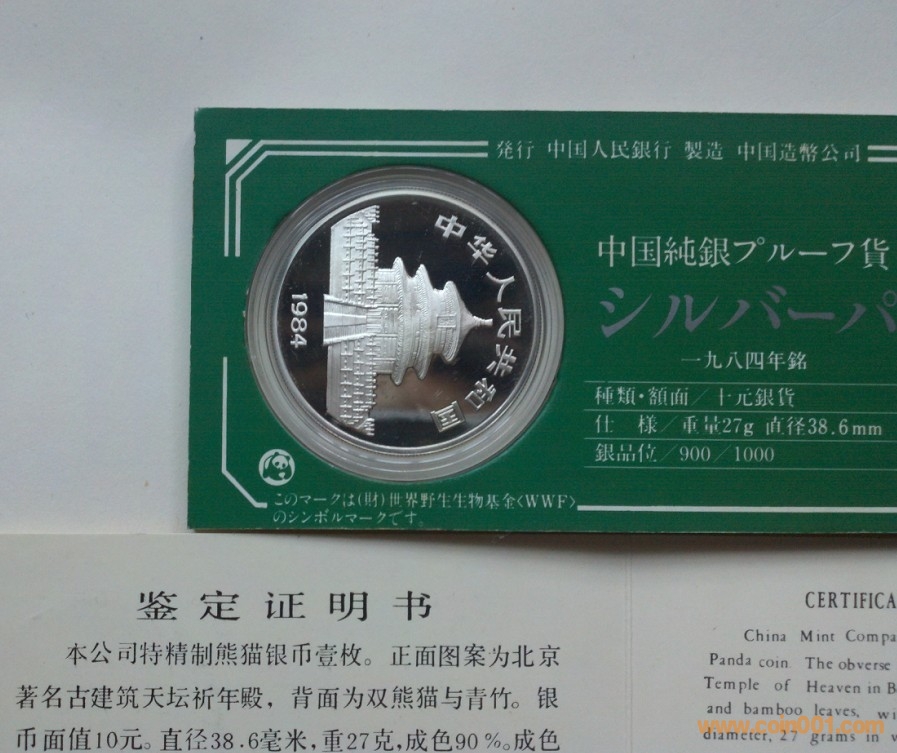 発行 中国人民銀行 製造 中国造幣公司
中国純銀プルーフ貨
シルバーパ
一九八四年銘
種類・額面/十元銀貨
仕 様/重量27g 直径38.6mm
銀品位/900/1000
中华人民共和国
1984
このマークは(財)世界野生生物基金<WWF>
のシンボルマークです。
鉴定证明书
本公司特精制熊猫银币壹枚。正面图案为北京
著名古建筑天坛祈年殿，背面为双熊猫与青竹。银
币面值10元。直径38.6毫米，重27克，成色90%。成色
CERTIFICA
China Mint Compa
Panda coin. The obverse
Temple of Heaven in B
and bamboo leaves, wi
diameter, 27 grams in w
www.coin001.com